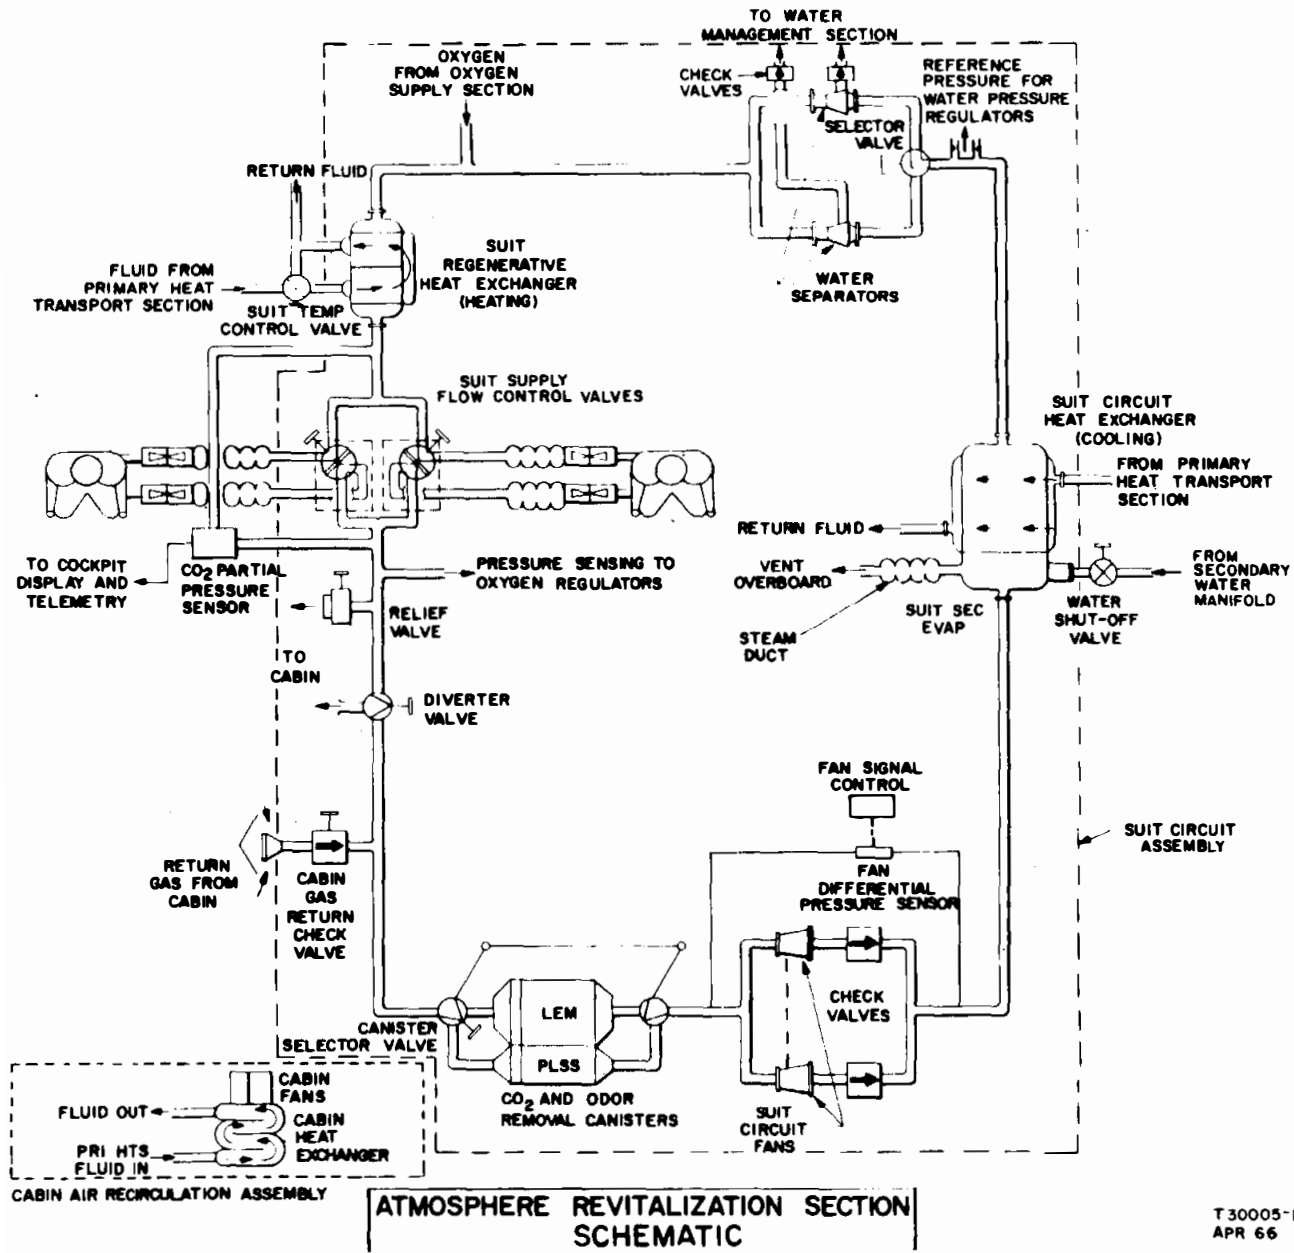 TO WATER
MANAGEMENT SECTION
OXYGEN
FROM OXYGEN
SUPPLY SECTION
CHECK
VALVES
SELECTOR
VALVE
REFERENCE
PRESSURE FOR
WATER PRESSURE
REGULATORS
RETURN FLUID
FLUID FROM
PRIMARY HEAT
TRANSPORT SECTION
SUIT TEMP
CONTROL VALVE
SUIT
REGENERATIVE
HEAT EXCHANGER
(HEATING)
WATER
SEPARATORS
SUIT SUPPLY
FLOW CONTROL VALVES
SUIT CIRCUIT
HEAT EXCHANGER
(COOLING)
FROM PRIMARY
HEAT TRANSPORT
SECTION
RETURN FLUID
VENT
OVERBOARD
STEAM
DUCT
SUIT SEC
EVAP
WATER
SHUT-OFF
VALVE
FROM
SECONDARY
WATER
MANIFOLD
TO COCKPIT
DISPLAY AND
TELEMETRY
CO2 PARTIAL
PRESSURE
SENSOR
PRESSURE SENSING TO
OXYGEN REGULATORS
RELIEF
VALVE
TO
CABIN
DIVERTER
VALVE
FAN SIGNAL
CONTROL
FAN
DIFFERENTIAL
PRESSURE SENSOR
SUIT CIRCUIT
ASSEMBLY
RETURN
GAS FROM
CABIN
CABIN
GAS
RETURN
CHECK
VALVE
CANISTER
SELECTOR VALVE
LEM
PLSS
CO2 AND ODOR
REMOVAL CANISTERS
CHECK
VALVES
SUIT
CIRCUIT
FANS
CABIN
FANS
FLUID OUT
CABIN
HEAT
EXCHANGER
PRI HTS
FLUID IN
CABIN AIR RECIRCULATION ASSEMBLY
ATMOSPHERE REVITALIZATION SECTION
SCHEMATIC
T30005-
APR 66